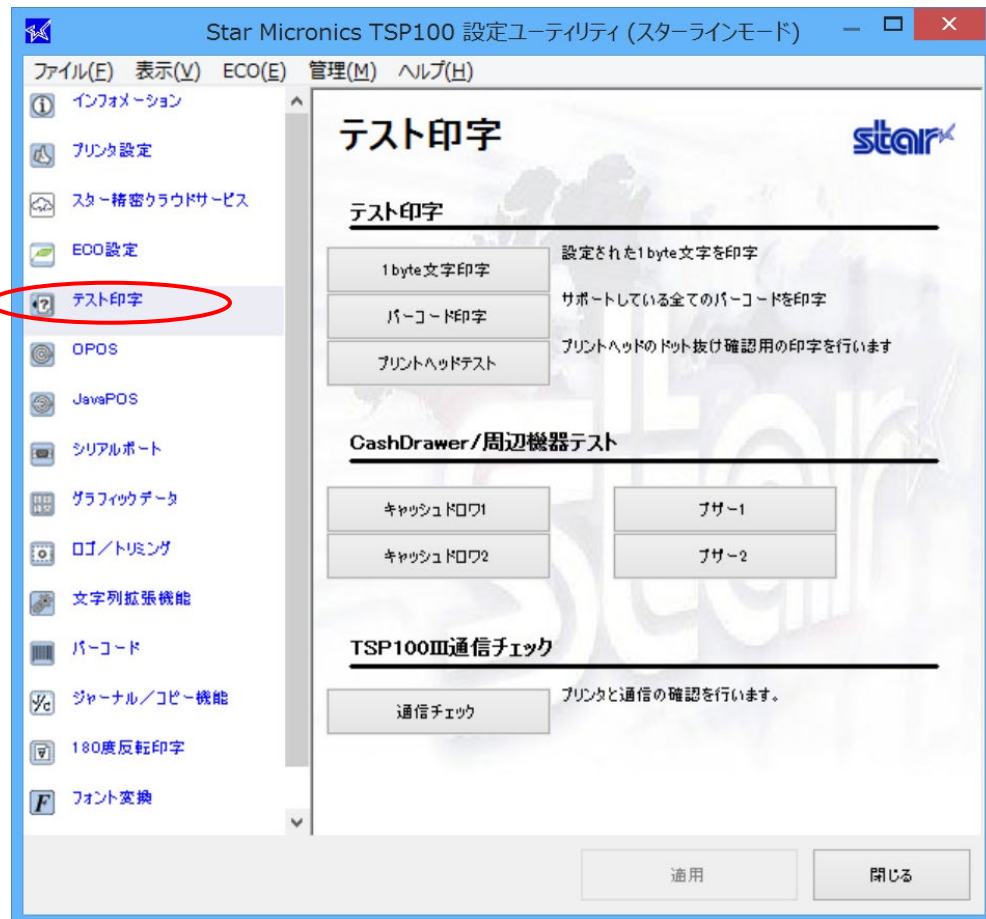 Star Micronics TSP100 設定ユーティリティ (スターラインモード)
ファイル(F) 表示(V) ECO(E) 管理(M) ヘルプ(H)
インフォメーション
プリンタ設定
スター精密クラウドサービス
ECO設定
テスト印字
OPOS
JavaPOS
シリアルポート
グラフィックデータ
ロゴ／トリミング
文字列拡張機能
バーコード
ジャーナル／コピー機能
180度反転印字
フォント変換
テスト印字
star
テスト印字
1byte文字印字 設定された1byte文字を印字
バーコード印字 サポートしている全てのバーコードを印字
プリントヘッドテスト プリントヘッドのドット抜け確認用の印字を行います
CashDrawer/周辺機器テスト
キャッシュドロワ1 ブザー1
キャッシュドロワ2 ブザー2
TSP100III通信チェック
通信チェック プリンタと通信の確認を行います。
適用 閉じる